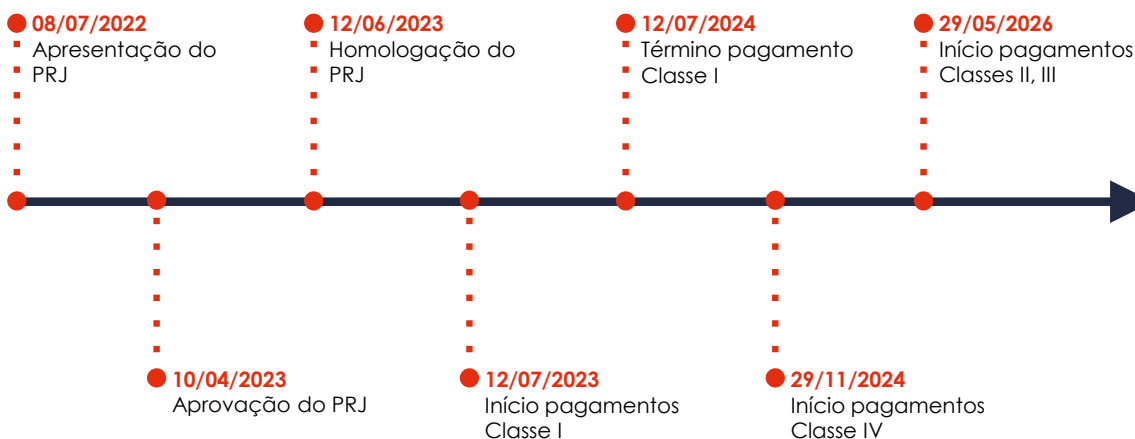 08/07/2022
Apresentação do
PRJ
12/06/2023
Homologação do
PRJ
12/07/2024
Término pagamento
Classe I
29/05/2026
Início pagamentos
Classes II, III
10/04/2023
Aprovação do PRJ
12/07/2023
Início pagamentos
Classe I
29/11/2024
Início pagamentos
Classe IV